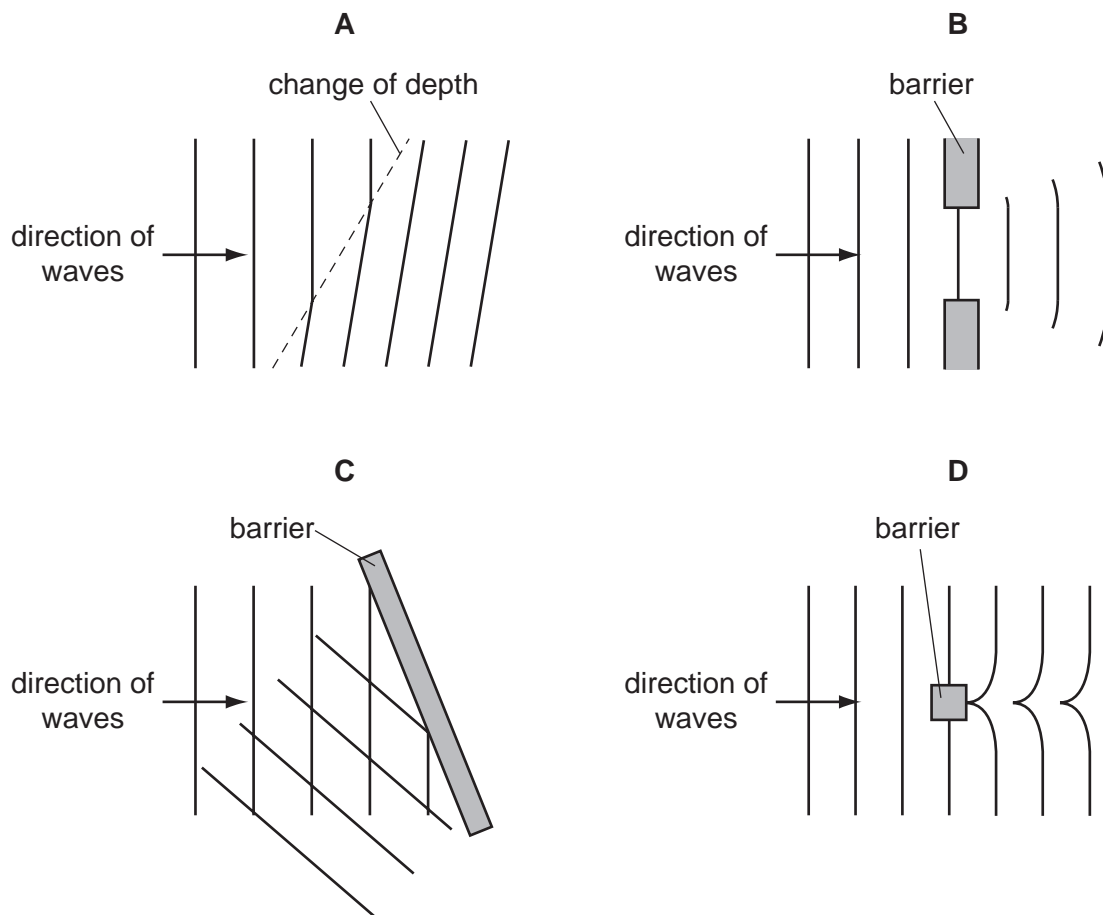 A
change of depth
direction of
waves
B
barrier
direction of
waves
C
barrier
direction of
waves
D
barrier
direction of
waves